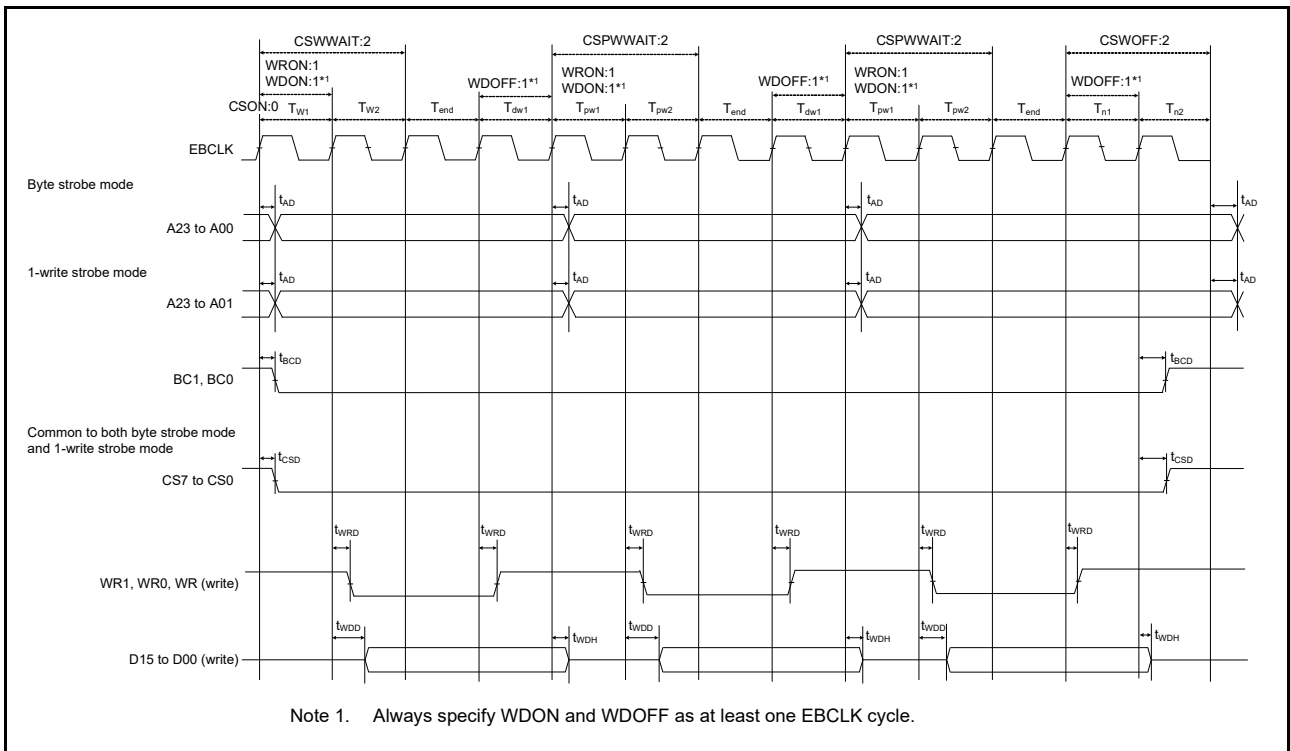 CSWWAIT:2 CSPWWAIT:2 CSPWWAIT:2 CSWOFF:2
WRON:1 WRON:1 WRON:1
WDON:1*1 WDOFF:1*1 WDON:1*1 WDOFF:1*1 WDON:1*1 WDOFF:1*1
CSON:0 TW1 TW2 Tend Tdw1 Tpw1 Tpw2 Tend Tdw1 Tpw1 Tpw2 Tend Tn1 Tn2
EBCLK
Byte strobe mode
tAD tAD tAD tAD
A23 to A00
1-write strobe mode
tAD tAD tAD tAD
A23 to A01
tBCD tBCD
BC1, BC0
Common to both byte strobe mode
and 1-write strobe mode
tCSD tCSD
CS7 to CS0
tWRD tWRD tWRD tWRD tWRD tWRD
WR1, WR0, WR (write)
tWDD tWDH tWDD tWDH tWDD tWDH
D15 to D00 (write)
Note 1. Always specify WDON and WDOFF as at least one EBCLK cycle.